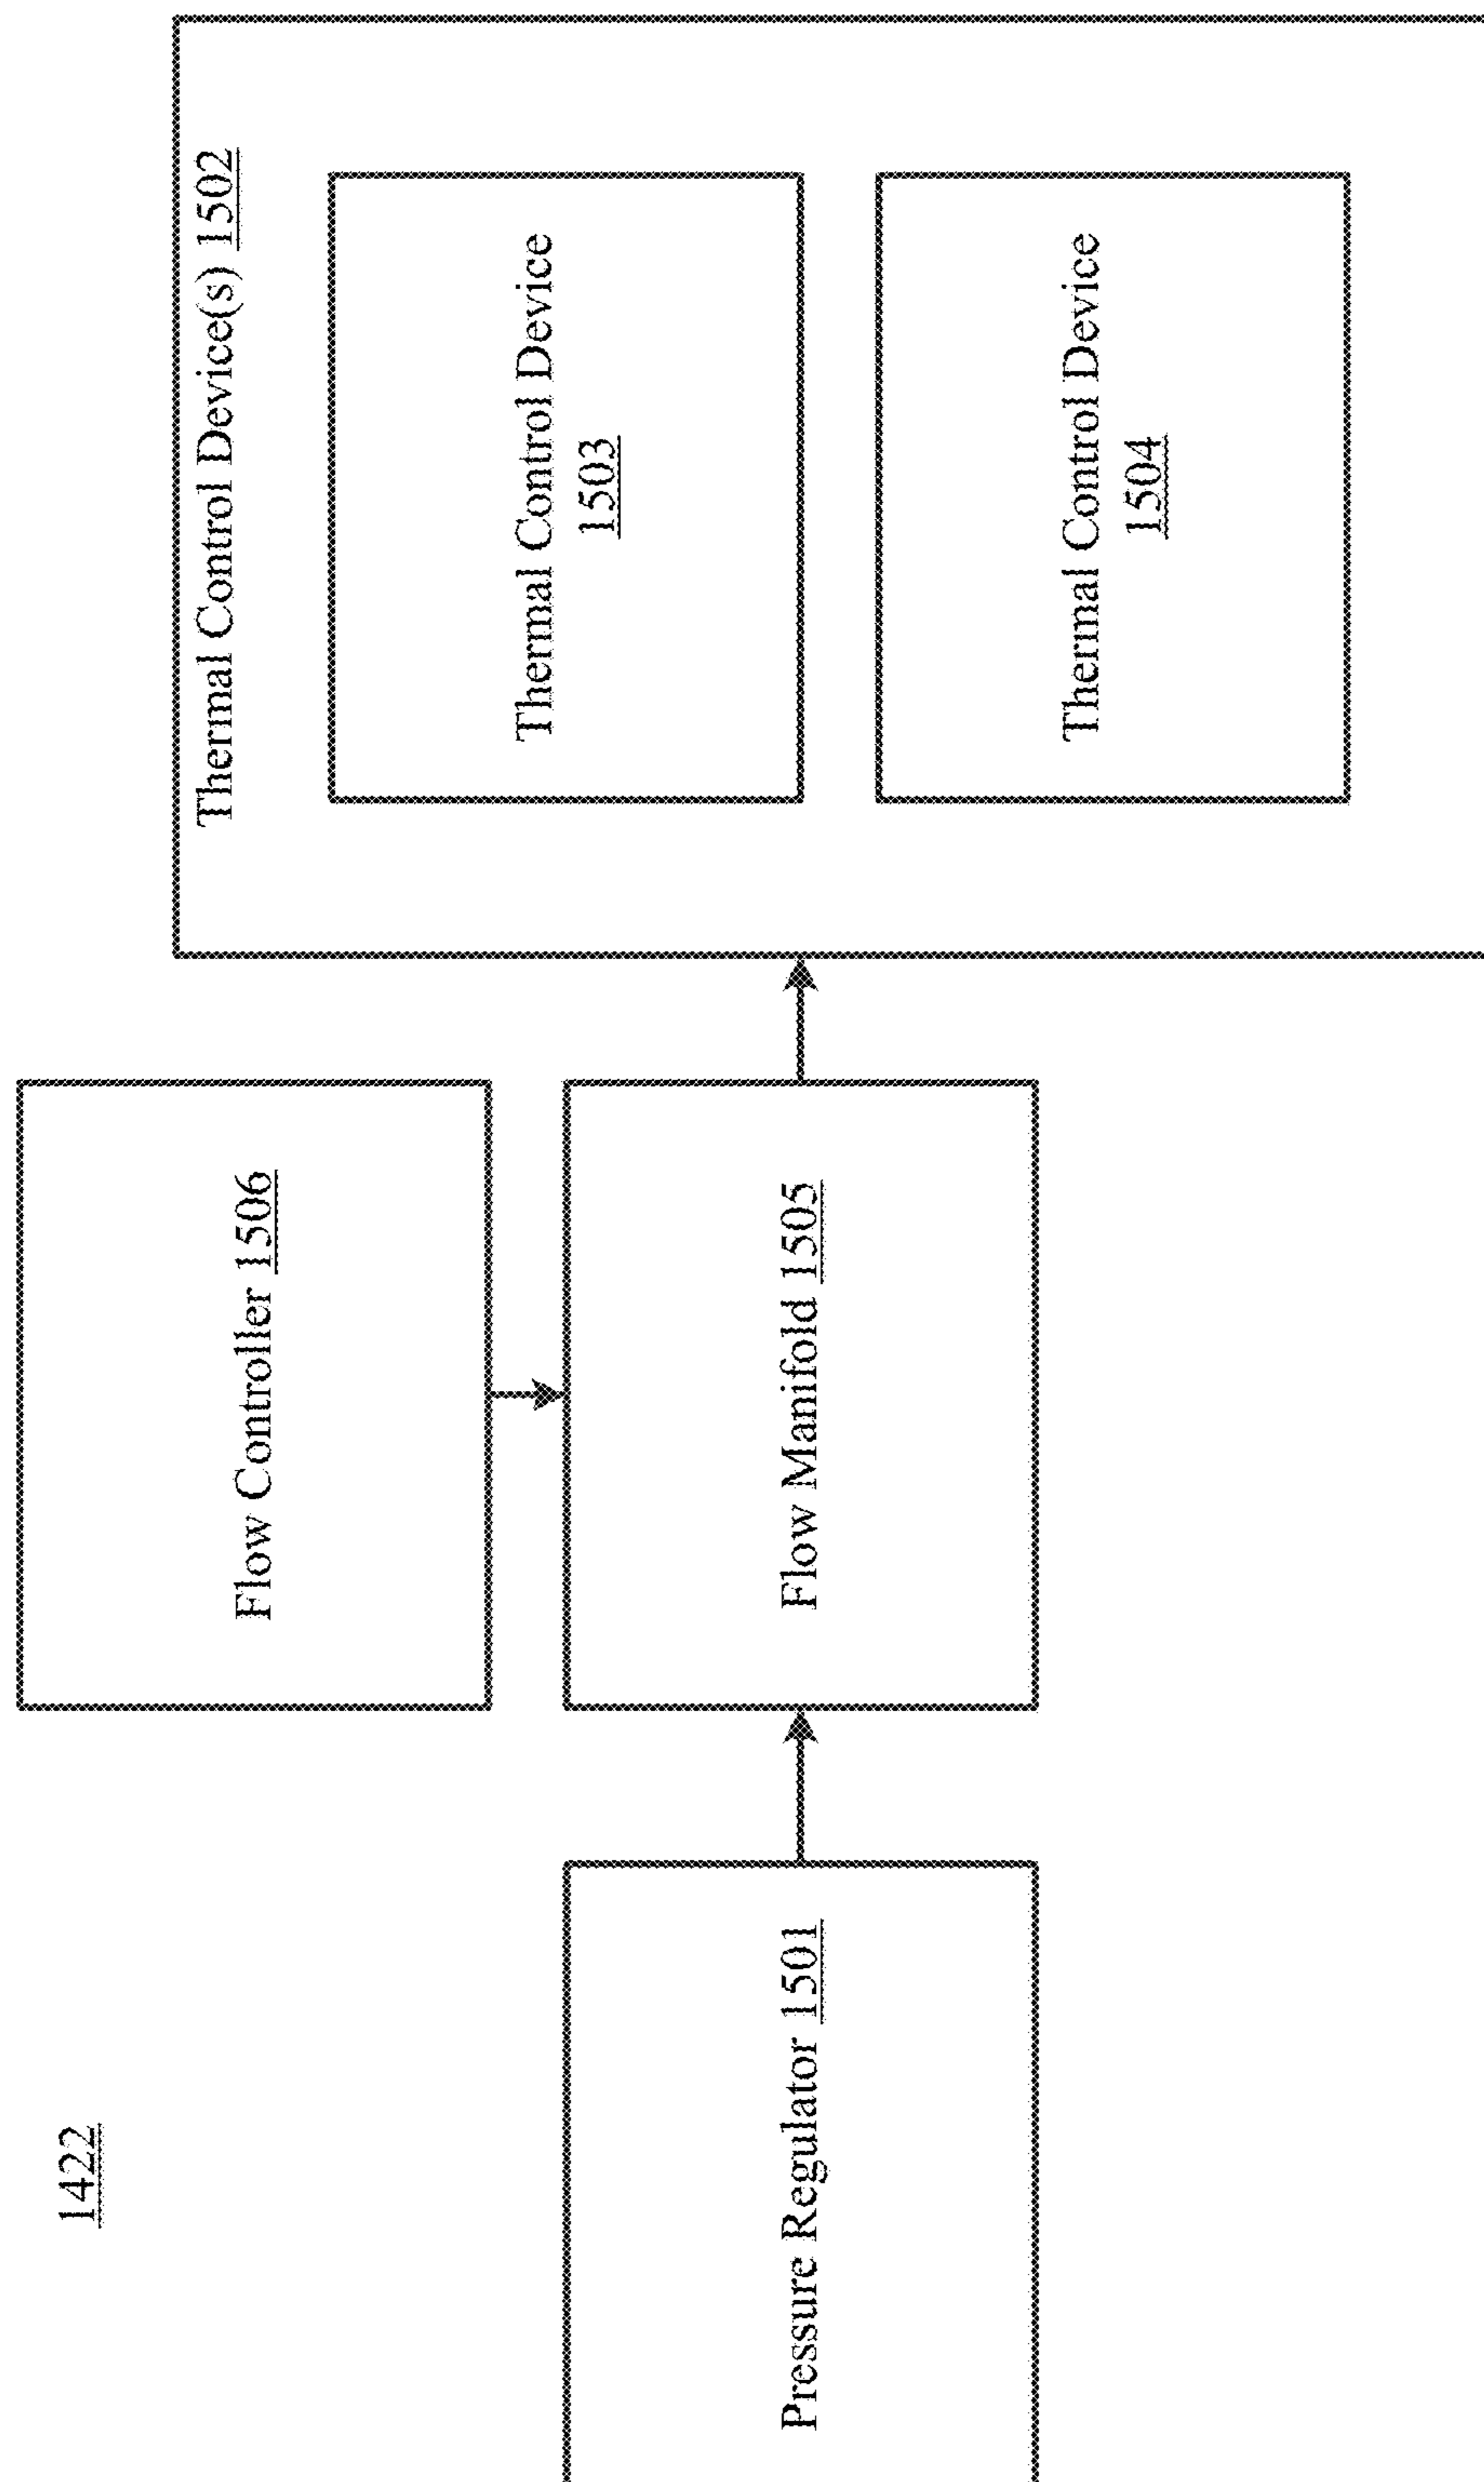 1422
Pressure Regulator 1501
Flow Controller 1506
Flow Manifold 1505
Thermal Control Device(s) 1502
Thermal Control Device
1503
Thermal Control Device
1504